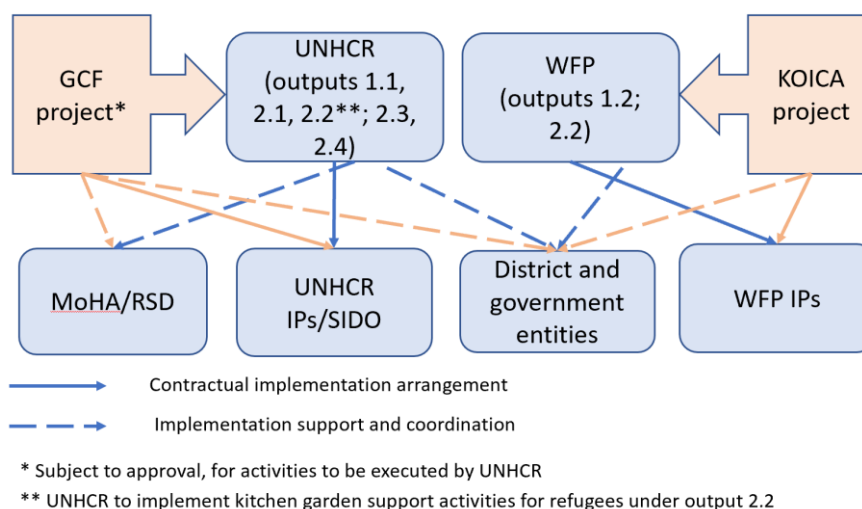 GCF
project*
UNHCR
(outputs 1.1,
2.1, 2.2**; 2.3,
2.4)
WFP
(outputs 1.2;
2.2)
KOICA
project
MoHA/RSD
UNHCR
IPs/SIDO
District and
government
entities
WFP IPs
Contractual implementation arrangement
Implementation support and coordination
* Subject to approval, for activities to be executed by UNHCR
** UNHCR to implement kitchen garden support activities for refugees under output 2.2